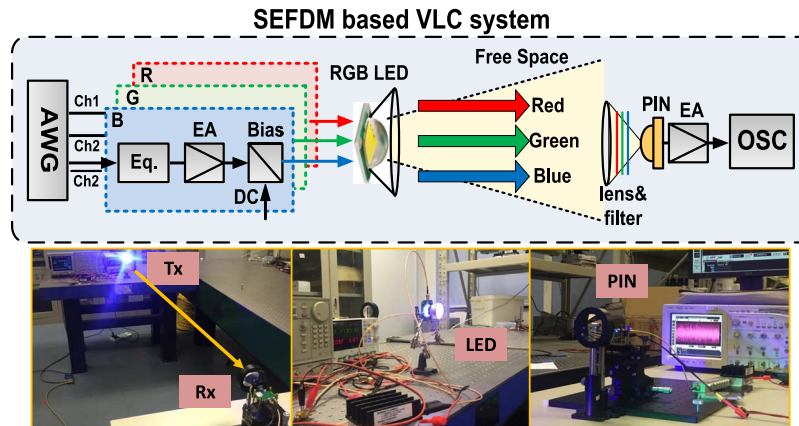 SEFDM based VLC system
AWG
Ch1
Ch2
Ch2
R
G
B
Eq.
EA
Bias
DC
RGB LED
Free Space
Red
Green
Blue
lens&
filter
PIN
EA
OSC
Tx
Rx
LED
PIN